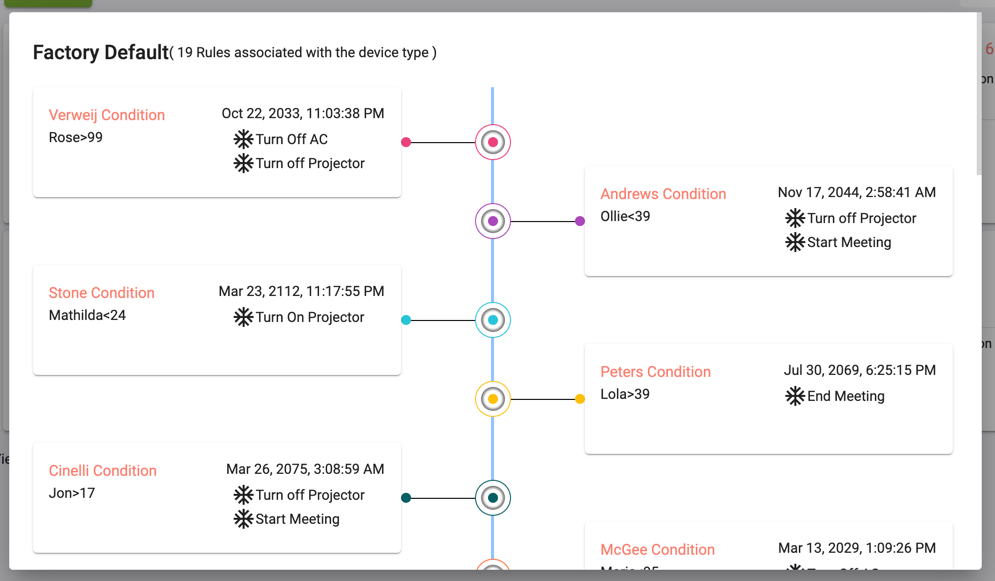 Factory Default( 19 Rules associated with the device type )
Verweij Condition
Rose>99
Oct 22, 2033, 11:03:38 PM
Turn Off AC
Turn off Projector
Andrews Condition
Ollie<39
Nov 17, 2044, 2:58:41 AM
Turn off Projector
Start Meeting
Stone Condition
Mathilda<24
Mar 23, 2112, 11:17:55 PM
Turn On Projector
Peters Condition
Lola>39
Jul 30, 2069, 6:25:15 PM
End Meeting
Cinelli Condition
Jon>17
Mar 26, 2075, 3:08:59 AM
Turn off Projector
Start Meeting
McGee Condition
Mar 13, 2029, 1:09:26 PM
6
on
on